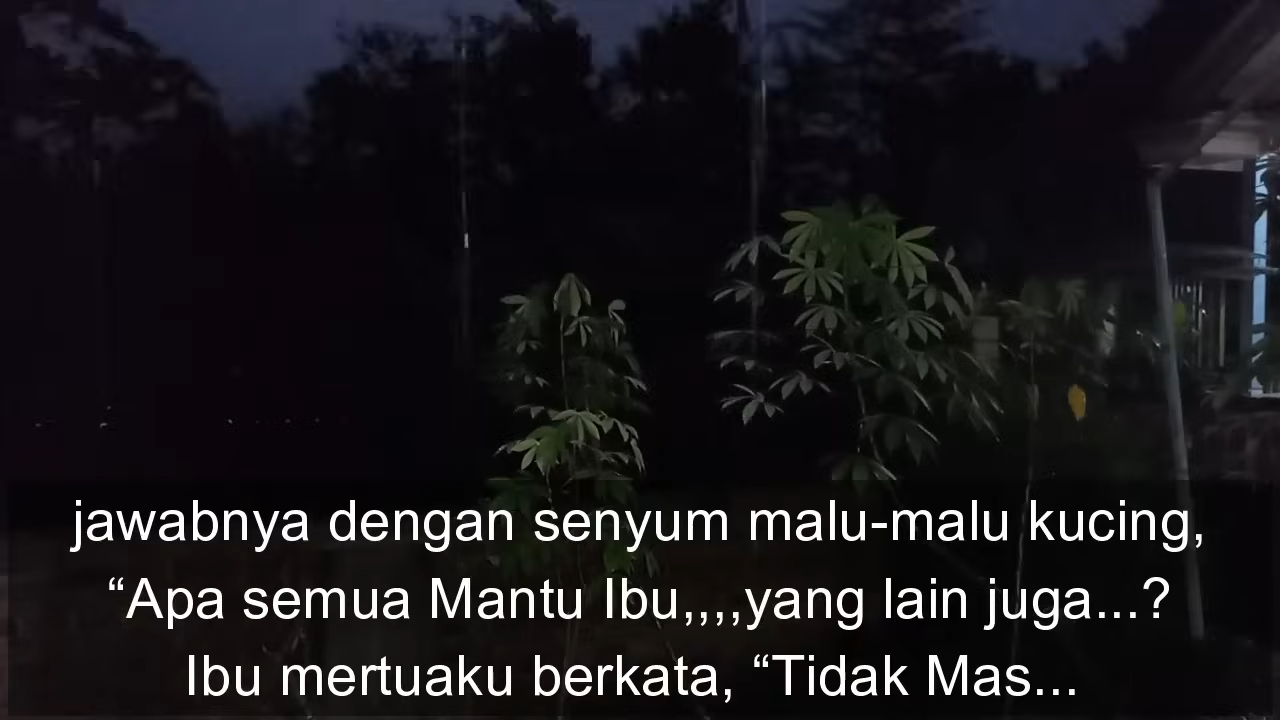 jawabnya dengan senyum malu-malu kucing,
“Apa semua Mantu Ibu,,,,yang lain juga...?
Ibu mertuaku berkata, “Tidak Mas...